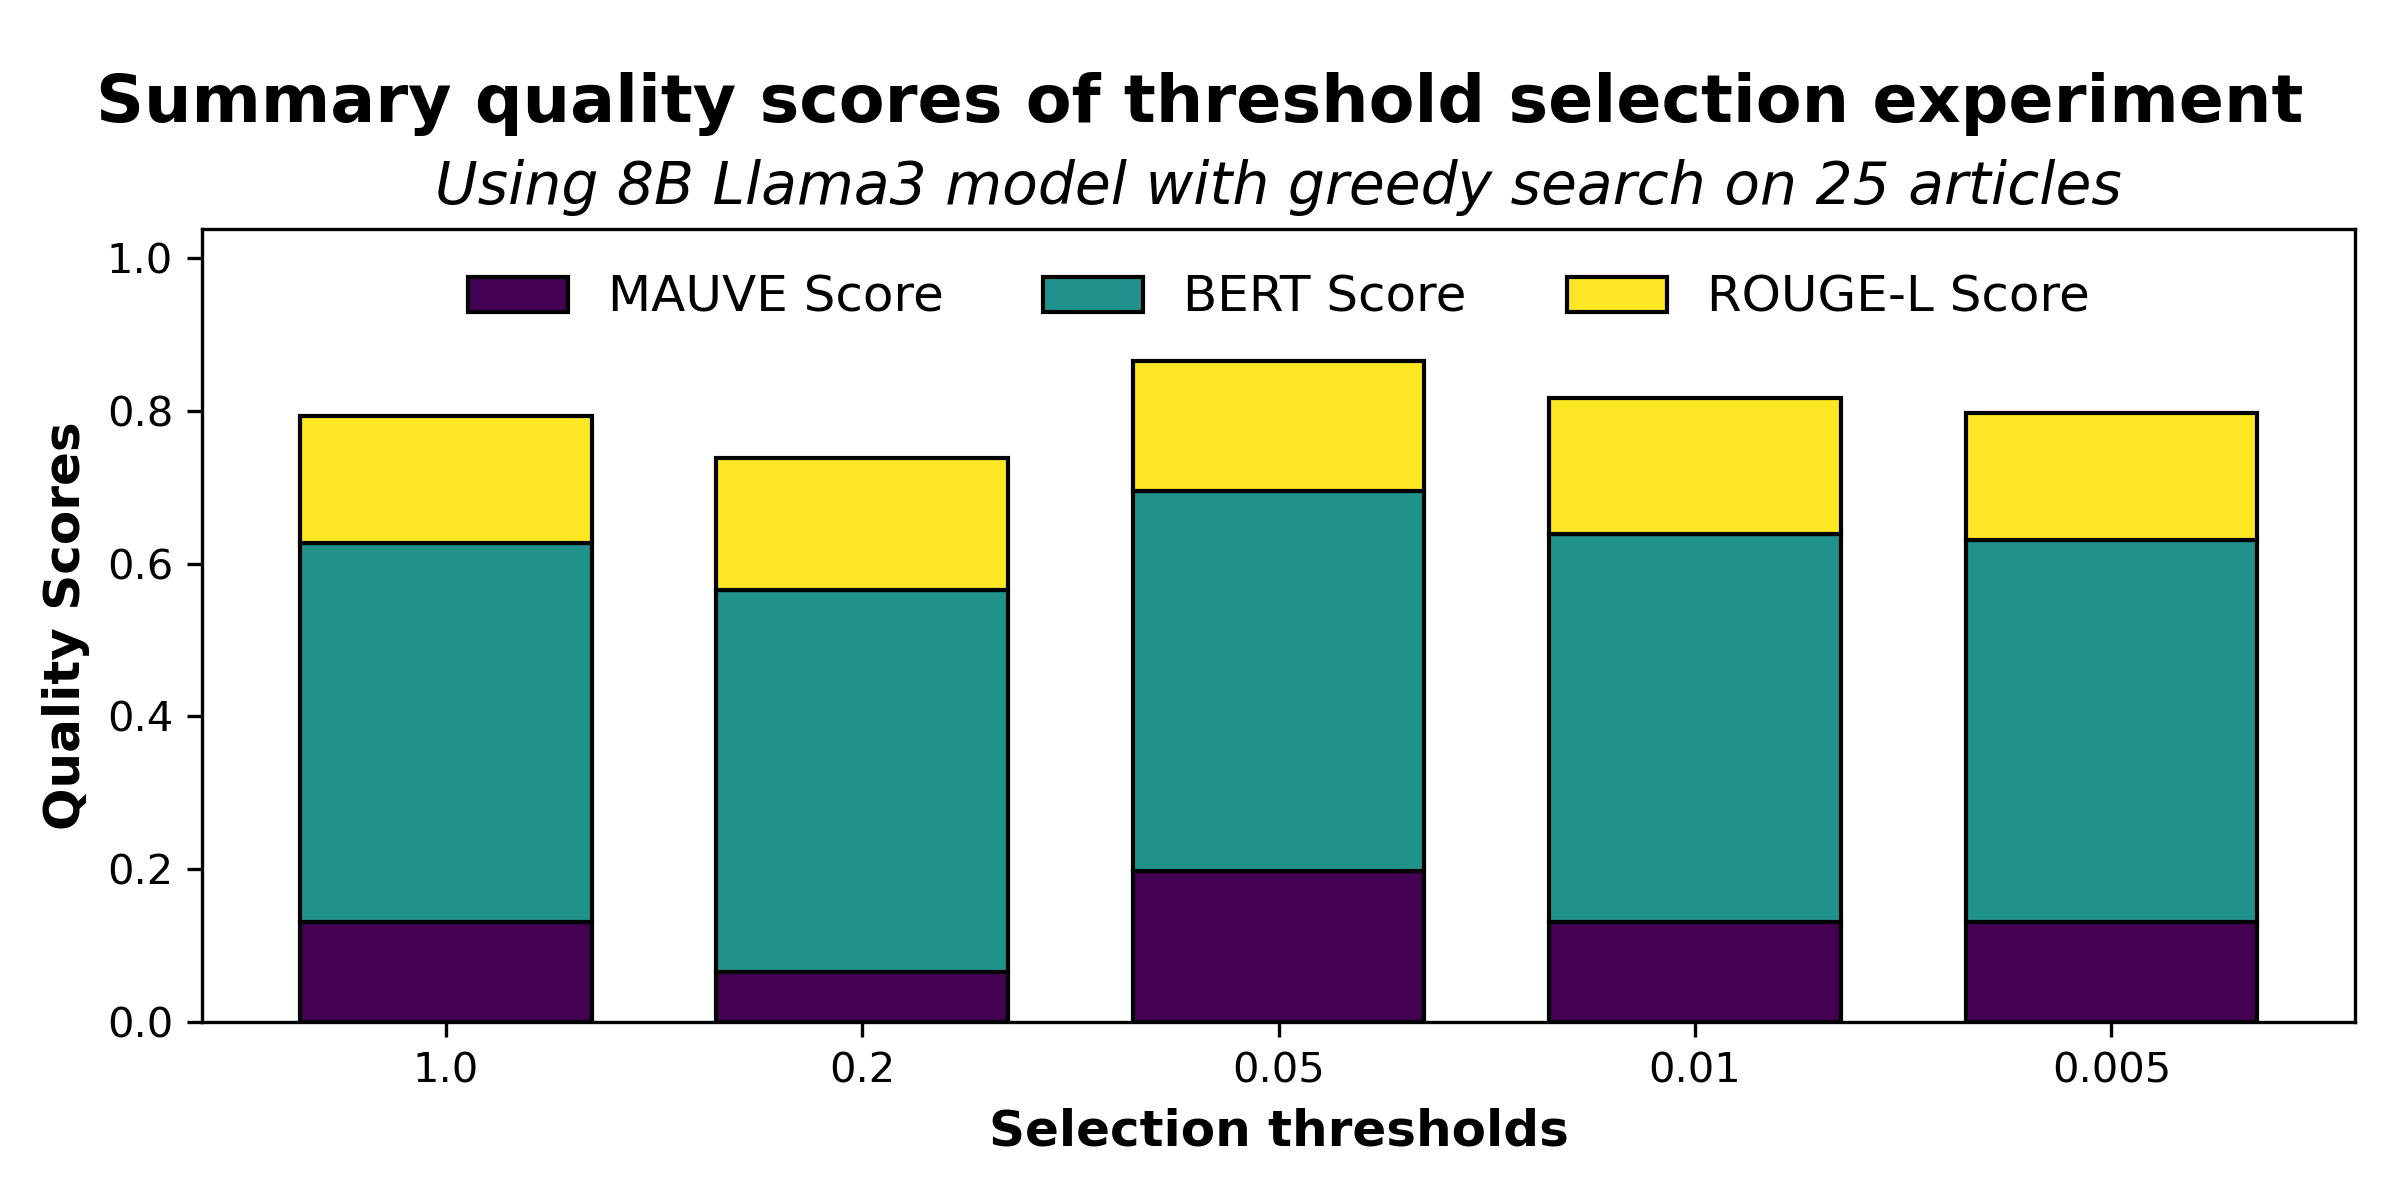 Summary quality scores of threshold selection experiment
Using 8B Llama3 model with greedy search on 25 articles
MAUVE Score BERT Score ROUGE-L Score
Quality Scores
1.0
0.8
0.6
0.4
0.2
0.0
1.0 0.2 0.05 0.01 0.005
Selection thresholds